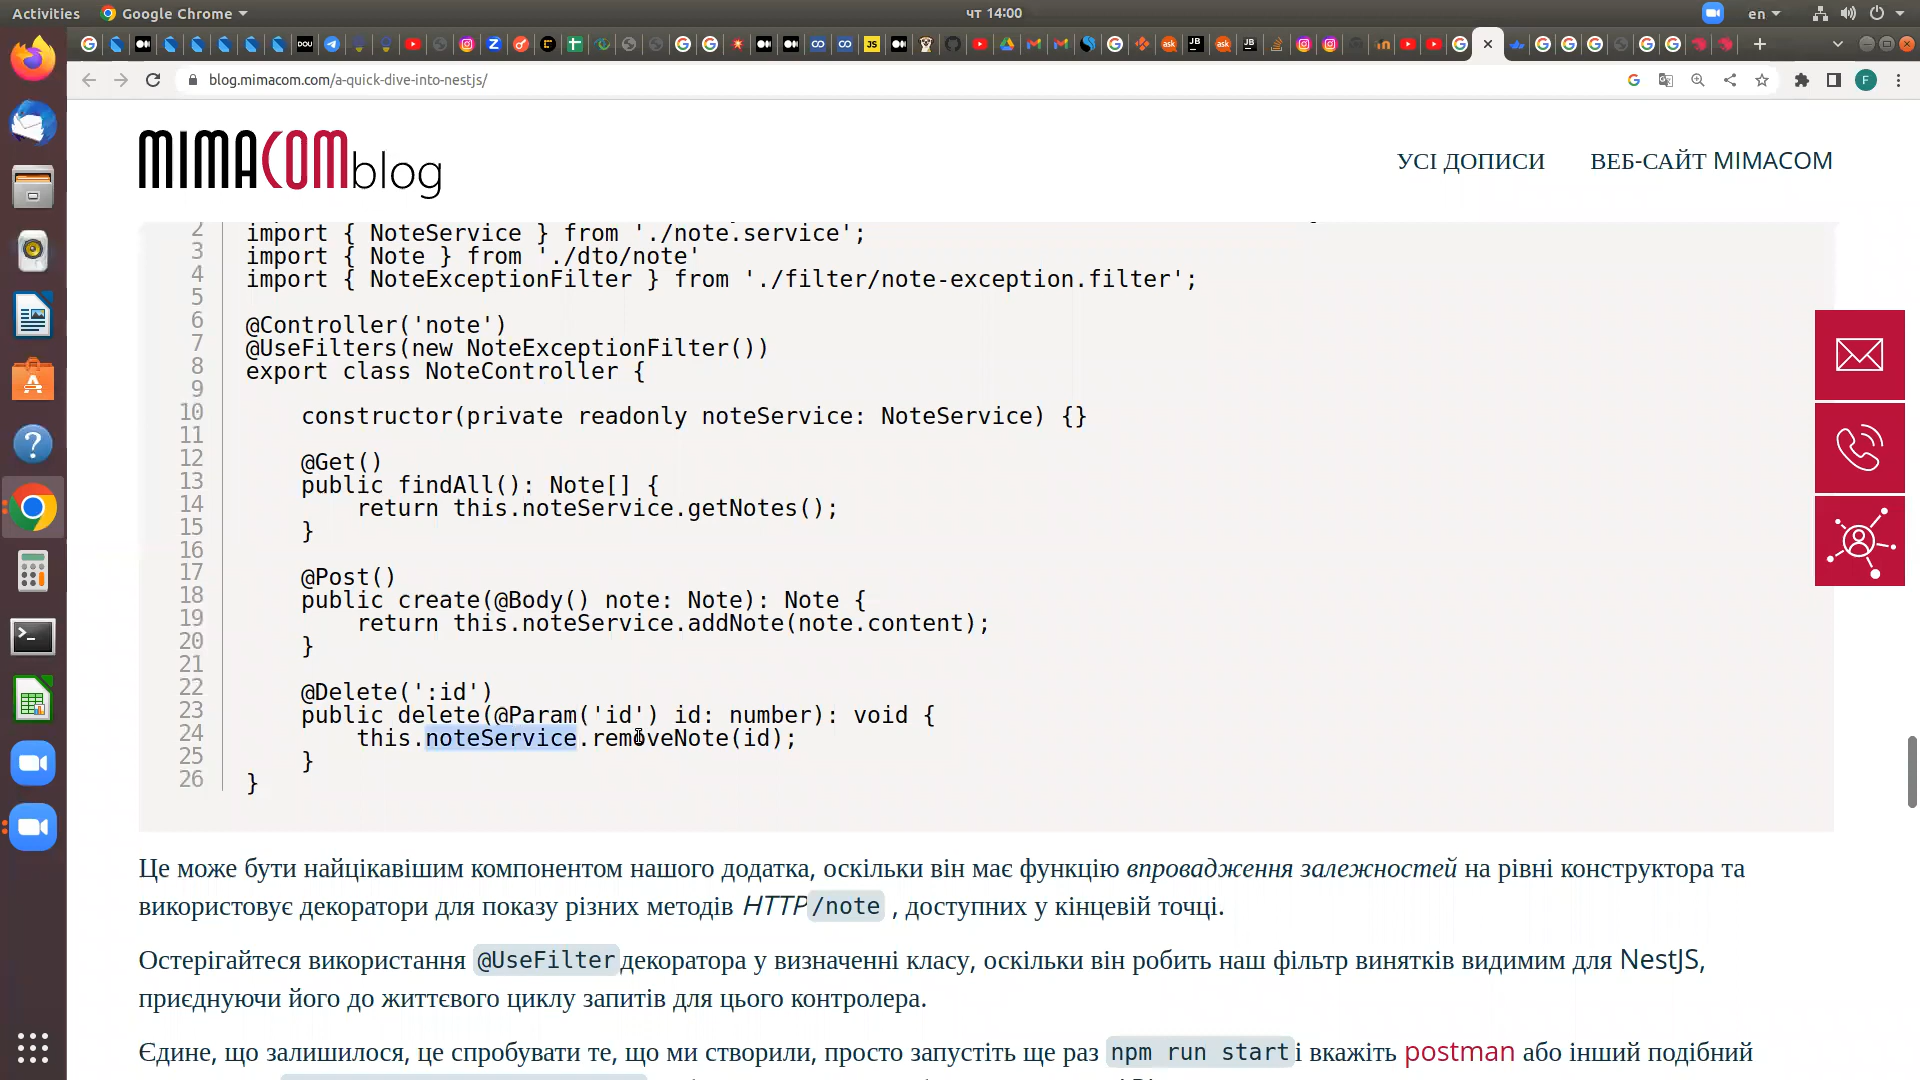 Activities Google Chrome чт 14:00 en
blog.mimacom.com/a-quick-dive-into-nestjs/ F
MIMACOM blog УСІ ДОПИСИ ВЕБ-САЙТ MIMACOM
2 import { NoteService } from './note.service';
3 import { Note } from './dto/note'
4 import { NoteExceptionFilter } from './filter/note-exception.filter';
5
6 @Controller('note')
7 @UseFilters(new NoteExceptionFilter())
8 export class NoteController {
9
10 constructor(private readonly noteService: NoteService) {}
11
12 @Get()
13 public findAll(): Note[] {
14 return this.noteService.getNotes();
15 }
16
17 @Post()
18 public create(@Body() note: Note): Note {
19 return this.noteService.addNote(note.content);
20 }
21
22 @Delete(':id')
23 public delete(@Param('id') id: number): void {
24 this.noteService.removeNote(id);
25 }
26 }
Це може бути найцікавішим компонентом нашого додатка, оскільки він має функцію впровадження залежностей на рівні конструктора та
використовує декоратори для показу різних методів HTTP /note , доступних у кінцевій точці.
Остерігайтеся використання @UseFilter декоратора у визначенні класу, оскільки він робить наш фільтр винятків видимим для NestJS,
приєднуючи його до життєвого циклу запитів для цього контролера.
Єдине, що залишилося, це спробувати те, що ми створили, просто запустіть ще раз npm run start і вкажіть postman або інший подібний